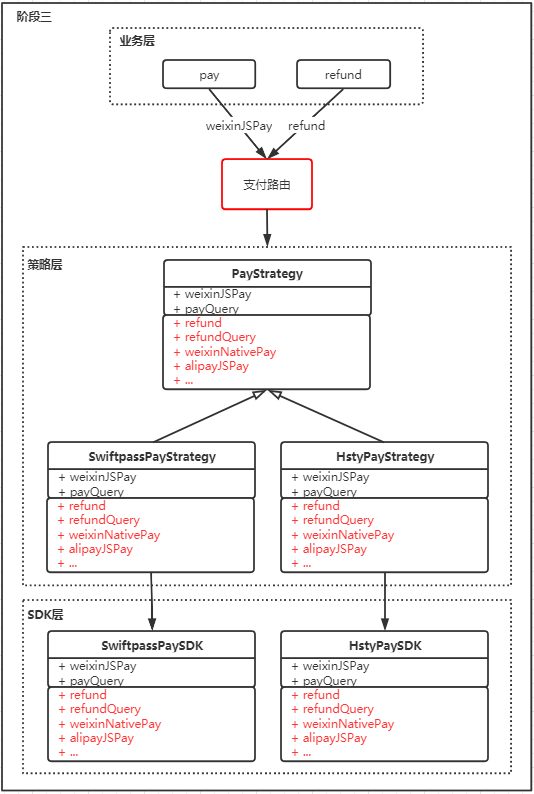 阶段三
业务层
pay
refund
weixinJSPay
refund
支付路由
策略层
PayStrategy
+ weixinJSPay
+ payQuery
+ refund
+ refundQuery
+ weixinNativePay
+ alipayJSPay
+ ...
SwiftpassPayStrategy
+ weixinJSPay
+ payQuery
+ refund
+ refundQuery
+ weixinNativePay
+ alipayJSPay
+ ...
HstyPayStrategy
+ weixinJSPay
+ payQuery
+ refund
+ refundQuery
+ weixinNativePay
+ alipayJSPay
+ ...
SDK层
SwiftpassPaySDK
+ weixinJSPay
+ payQuery
+ refund
+ refundQuery
+ weixinNativePay
+ alipayJSPay
+ ...
HstyPaySDK
+ weixinJSPay
+ payQuery
+ refund
+ refundQuery
+ weixinNativePay
+ alipayJSPay
+ ...